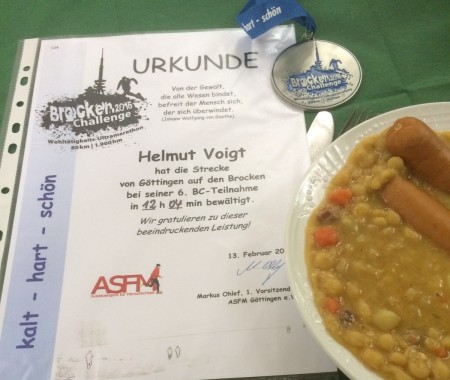 URKUNDE
Brocken 2016
Challenge
Wohltätigkeits-Ultramarathon
80km | 1.900hm
Von der Gewalt,
die alle Wesen bindet,
befreit der Mensch sich,
der sich überwindet.
(Johann Wolfgang von Goethe)
Helmut Voigt
hat die Strecke
von Göttingen auf den Brocken
bei seiner 6. BC-Teilnahme
in 12 h 04 min bewältigt.
Wir gratulieren zu dieser
beeindruckenden Leistung!
13. Februar 20
Markus Ohlef, 1. Vorsitzend
ASFM Göttingen e.V
ASFM
kalt - hart - schön
hart - schön
Brocken 2016
Challenge